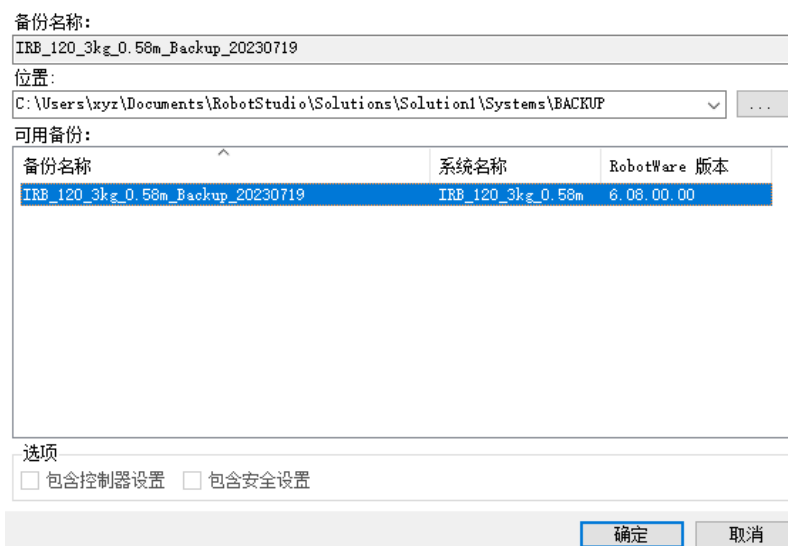 备份名称:
IRB_120_3kg_0.58m_Backup_20230719
位置:
C:\Users\xyz\Documents\RobotStudio\Solutions\Solution1\Systems\BACKUP
...
可用备份:
备份名称 系统名称 RobotWare 版本
IRB_120_3kg_0.58m_Backup_20230719 IRB_120_3kg_0.58m 6.08.00.00
选项
包含控制器设置 包含安全设置
确定 取消